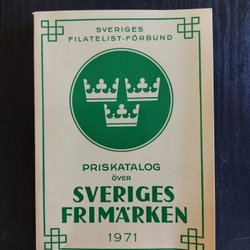 SVERIGES
FILATELIST-FÖRBUND
PRISKATALOG
ÖVER
SVERIGES
FRIMÄRKEN
1971